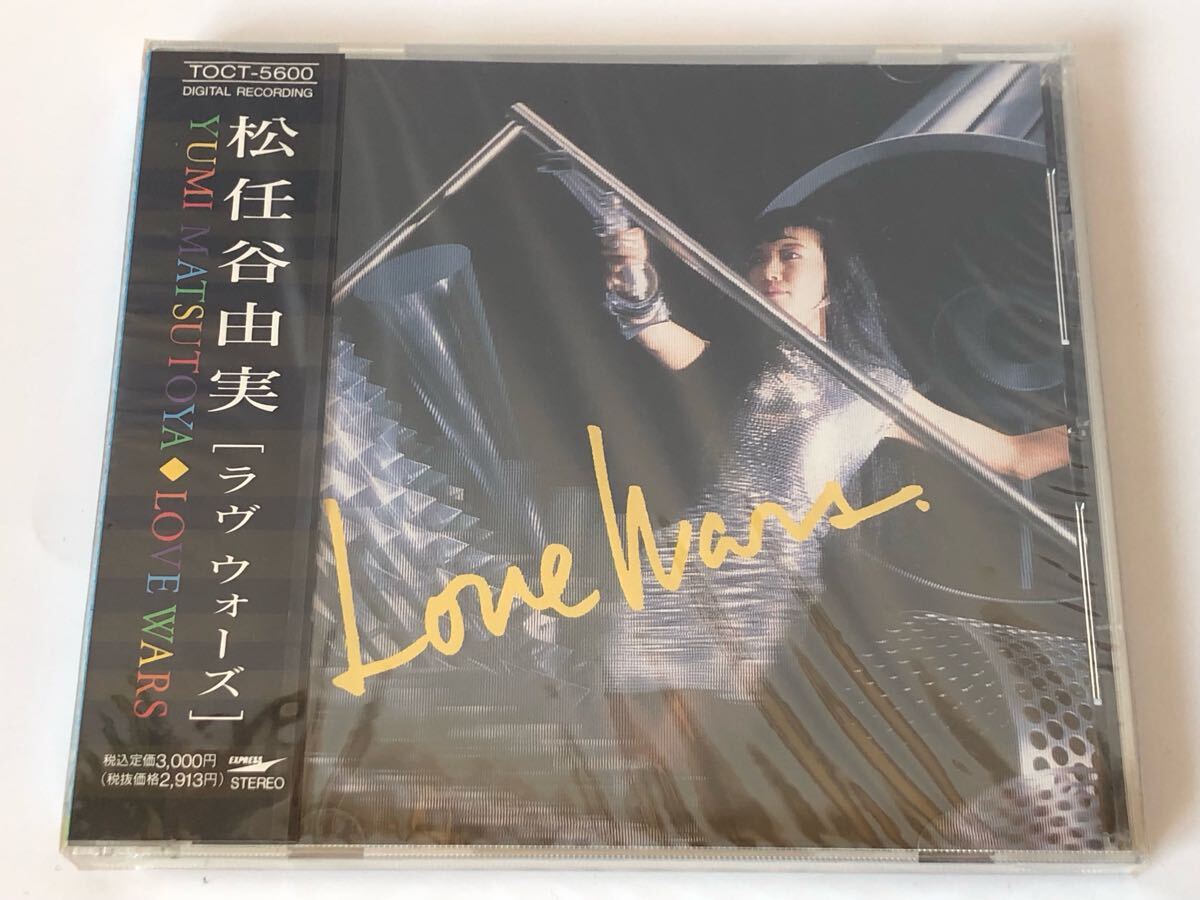 TOCT-5600
DIGITAL RECORDING
松任谷由実［ラヴ ウォーズ］
YUMI MATSUTOYA◆LOVE WARS
税込定価3,000円
(税抜価格2,913円)
EXPRESS
STEREO
Love Wars.